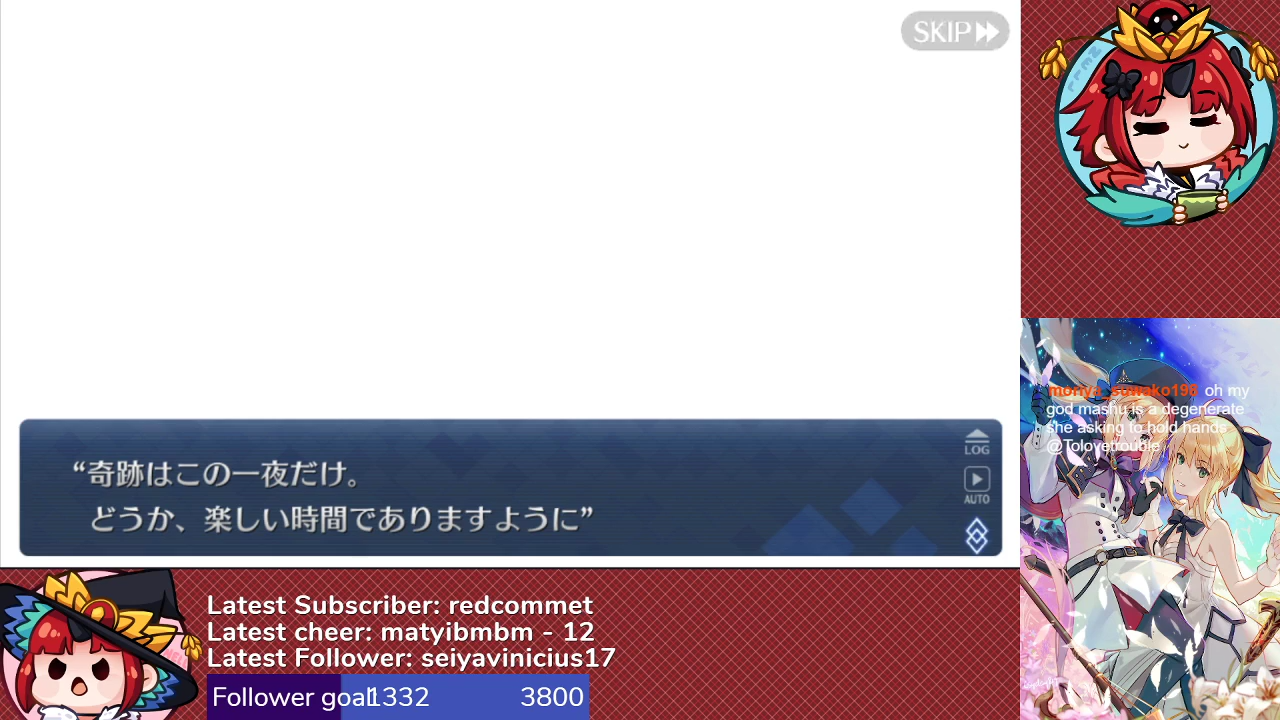 SKIP
LOG
AUTO
“奇跡はこの一夜だけ。
どうか、楽しい時間でありますように”
moriya_suwako198 oh my
god mashu is a degenerate
she asking to hold hands
@Toloyetrouble
Latest Subscriber: redcommet
Latest cheer: matyibmbm - 12
Latest Follower: seiyavinicius17
Follower goal 1332 3800